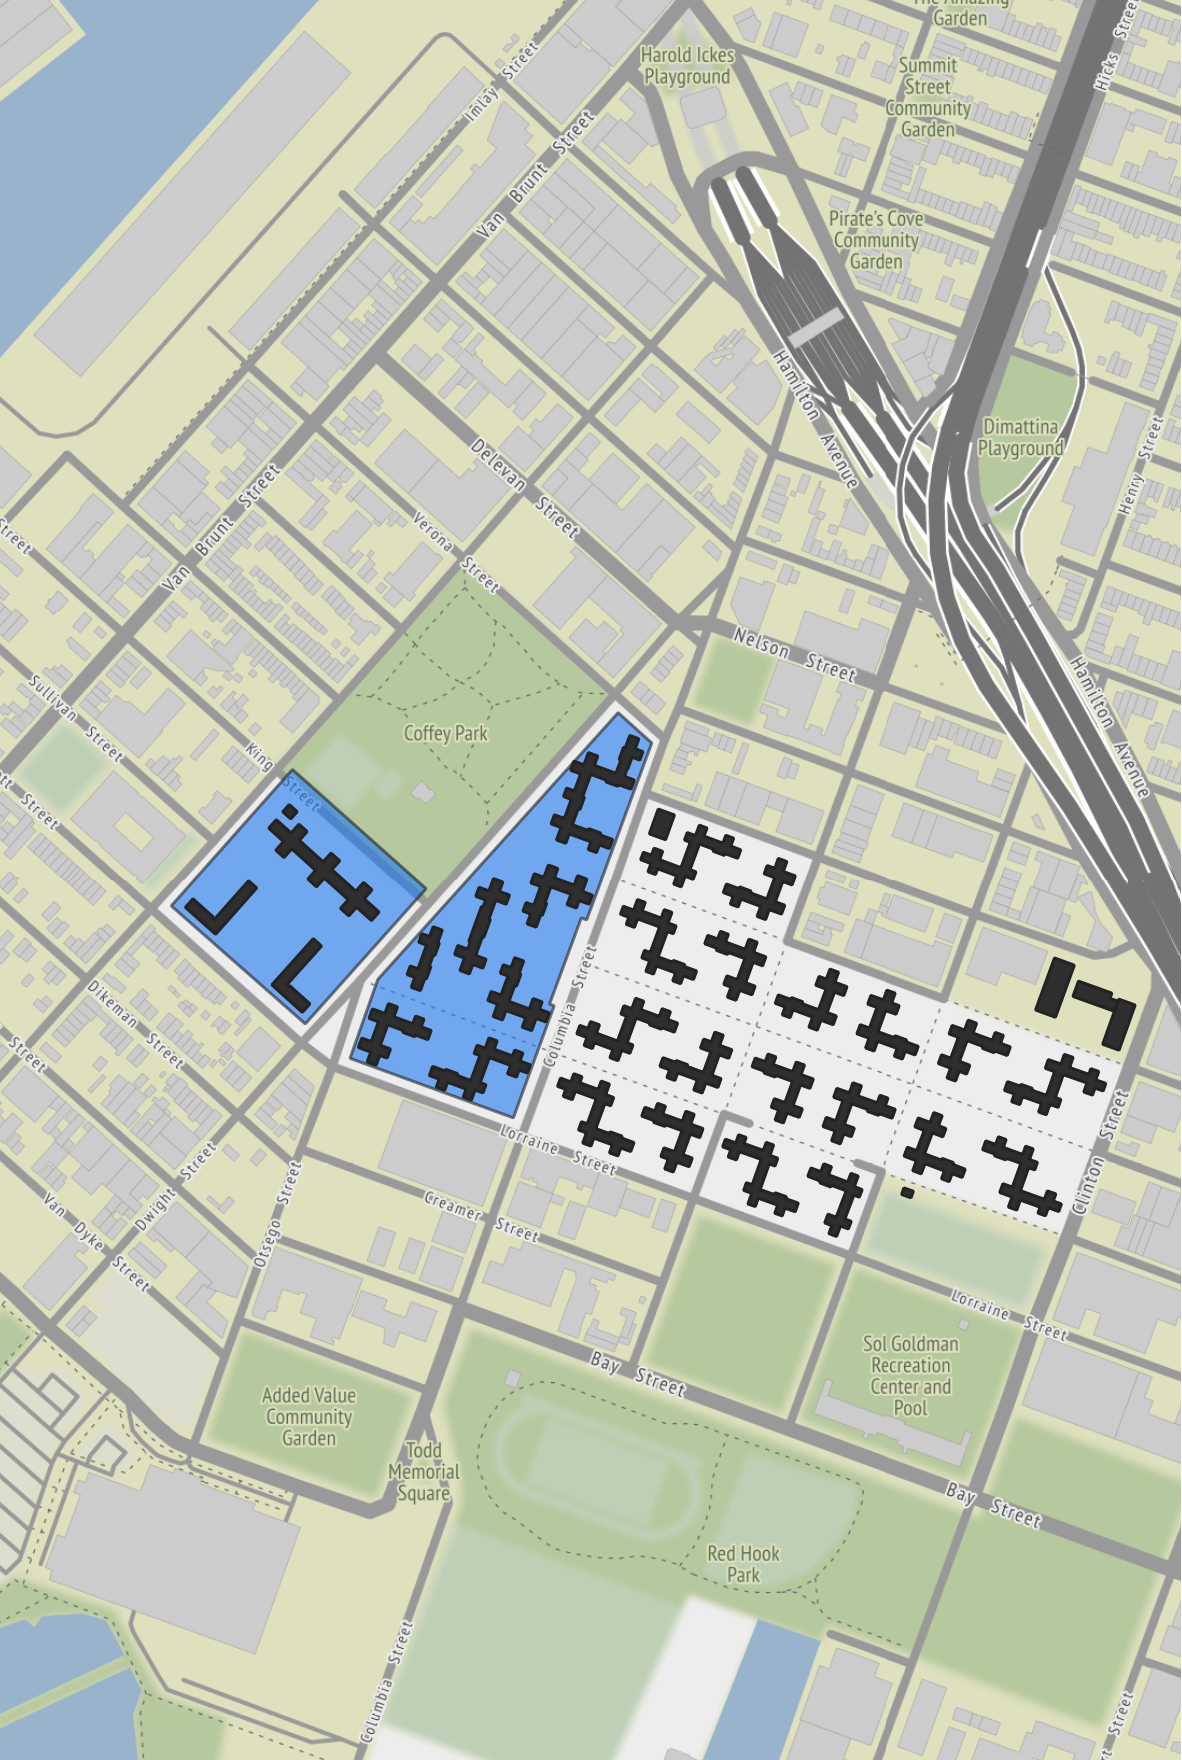 The Amazing
Garden
Hicks Street
Harold Ickes
Playground
Imlay Street
Summit
Street
Community
Garden
Van Brunt Street
Pirate's Cove
Community
Garden
Hamilton Avenue
Dimattina
Playground
Henry Street
Delevan Street
Verona Street
Van Brunt Street
Street
Nelson Street
Hamilton Avenue
Sullivan Street
Coffey Park
King Street
tt Street
Columbia Street
Dikeman Street
Street
Lorraine Street
Clinton Street
Dwight Street
Otsego Street
Creamer Street
Van Dyke Street
Lorraine Street
Sol Goldman
Recreation
Center and
Pool
Bay Street
Added Value
Community
Garden
Todd
Memorial
Square
Bay Street
Red Hook
Park
Columbia Street
Street